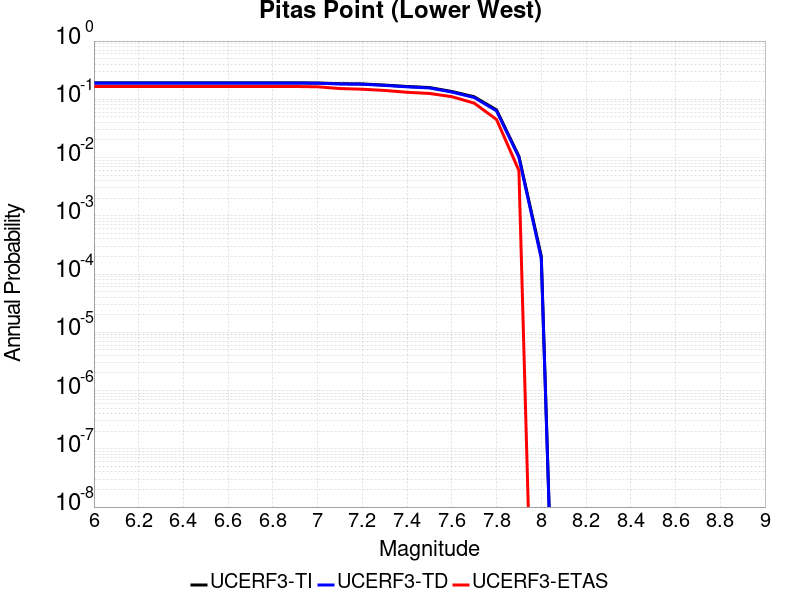 Pitas Point (Lower West)
10^0
10^-1
10^-2
10^-3
10^-4
10^-5
10^-6
10^-7
10^-8
Annual Probability
6 6.2 6.4 6.6 6.8 7 7.2 7.4 7.6 7.8 8 8.2 8.4 8.6 8.8 9
Magnitude
UCERF3-TI UCERF3-TD UCERF3-ETAS